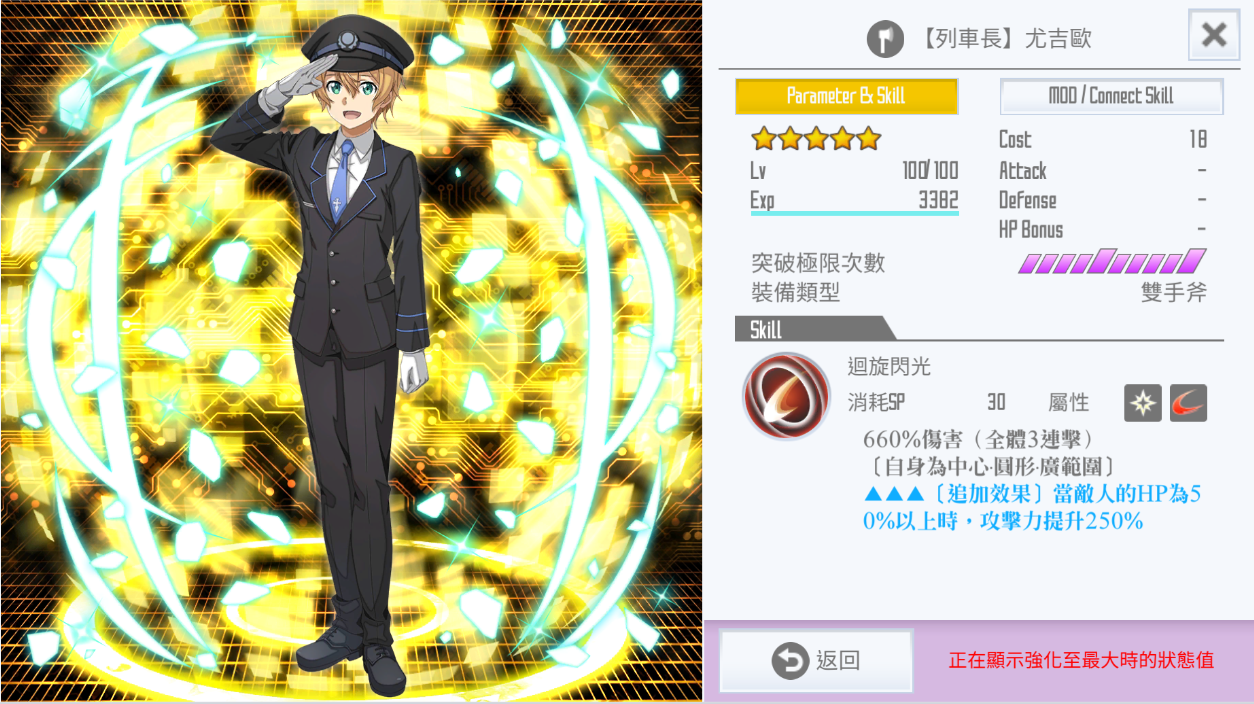 【列車長】尤吉歐
Parameter & Skill
MOD / Connect Skill
Lv 100/100
Exp 3382
Cost 18
Attack -
Defense -
HP Bonus -
突破極限次數
裝備類型 雙手斧
Skill
迴旋閃光
消耗SP 30 屬性
660%傷害（全體3連擊）
〔自身為中心·圓形·廣範圍〕
▲▲▲〔追加效果〕當敵人的HP為5
0%以上時，攻擊力提升250%
返回
正在顯示強化至最大時的狀態值